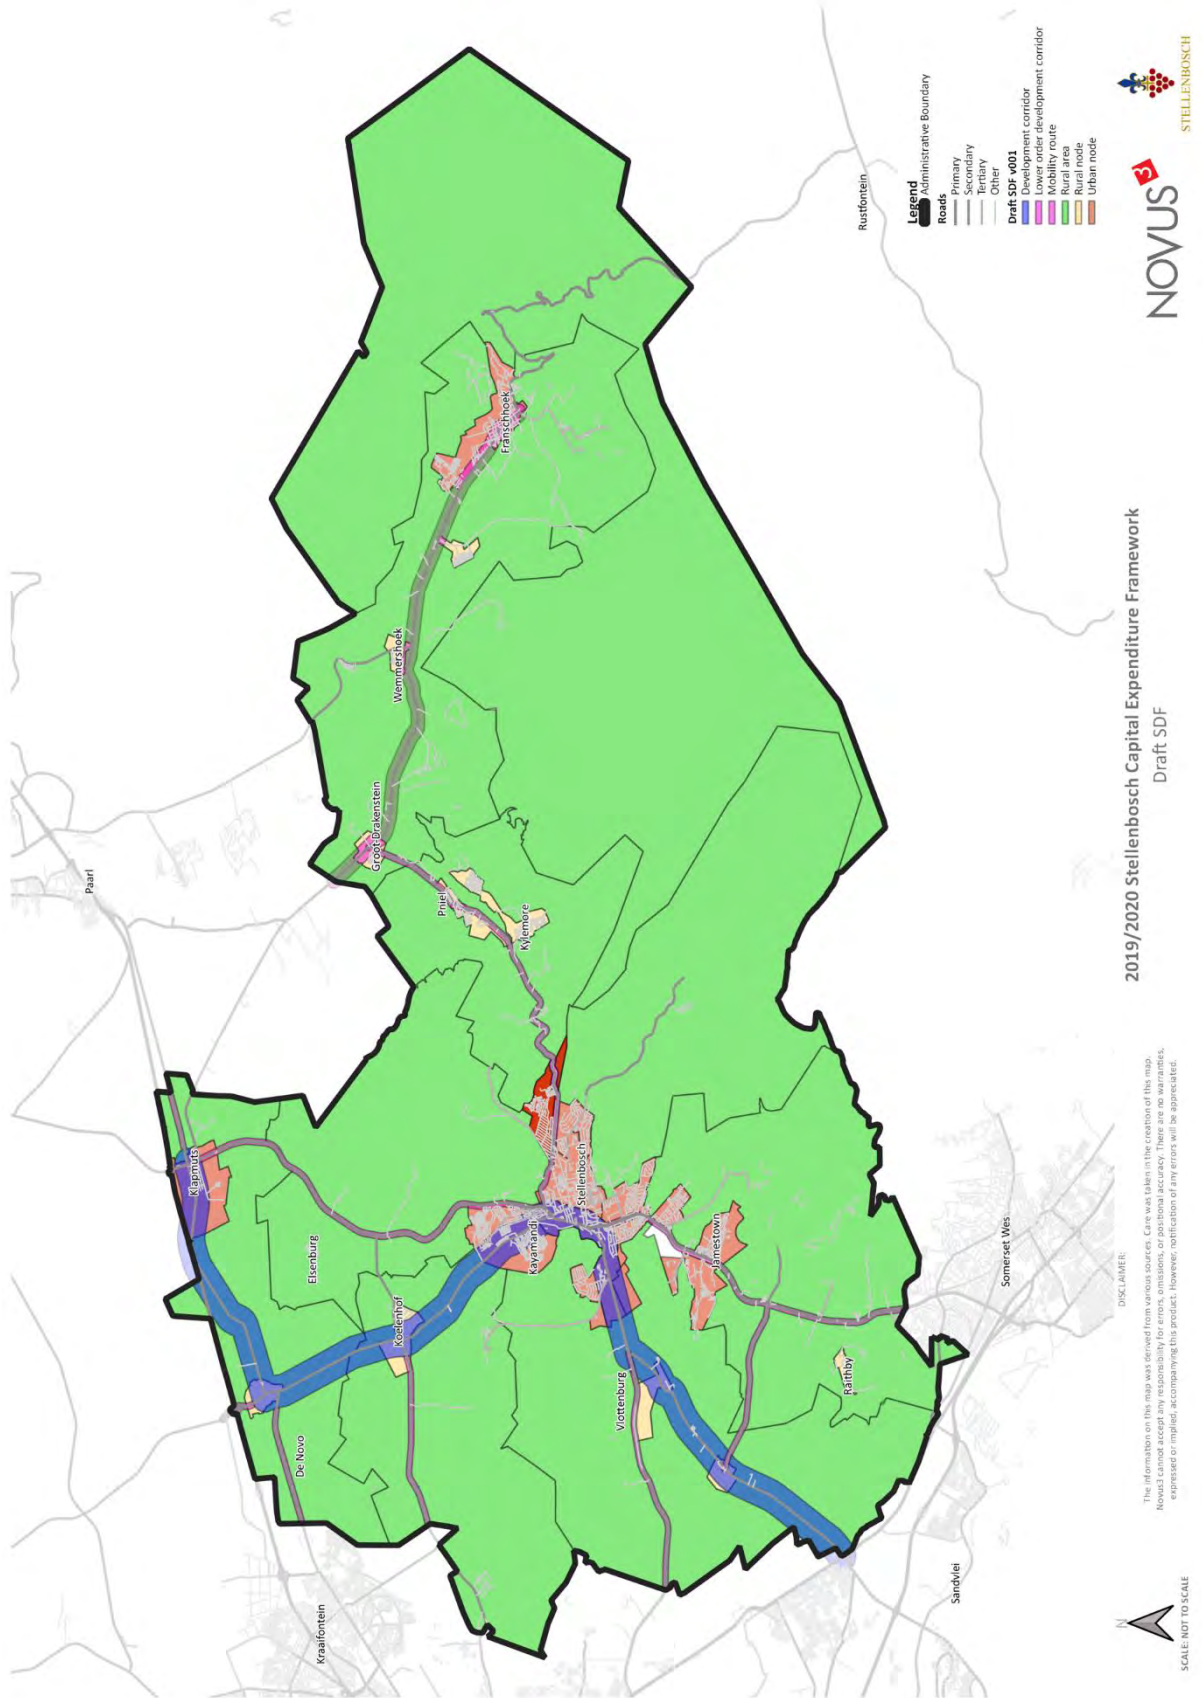 Paarl
Klapmuts
Groot Drakenstein
Wemmershoek
Franschhoek
Pniel
Kylemore
Elsenburg
Koelenhof
De Novo
Kayamandi
Stellenbosch
Jamestown
Vlottenburg
Raithby
Kraaifontein
Sandvlei
Somerset Wes
Rustfontein
Legend
Administrative Boundary
Roads
Primary
Secondary
Tertiary
Other
Draft SDF v001
Development corridor
Lower order development corridor
Mobility route
Rural area
Rural node
Urban node
N
SCALE: NOT TO SCALE
DISCLAIMER:
The information on this map was derived from various sources. Care was taken in the creation of this map.
Novus3 cannot accept any responsibility for errors, omissions, or positional accuracy. There are no warranties,
expressed or implied, accompanying this product. However, notification of any errors will be appreciated.
2019/2020 Stellenbosch Capital Expenditure Framework
Draft SDF
NOVUS3
STELLENBOSCH